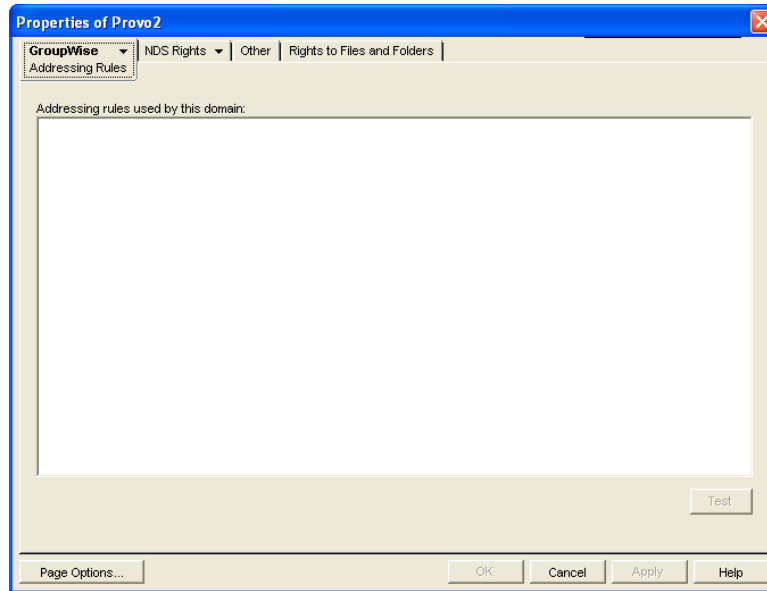 Properties of Provo2
GroupWise
NDS Rights
Other
Rights to Files and Folders
Addressing Rules
Addressing rules used by this domain:
Test
Page Options...
OK
Cancel
Apply
Help